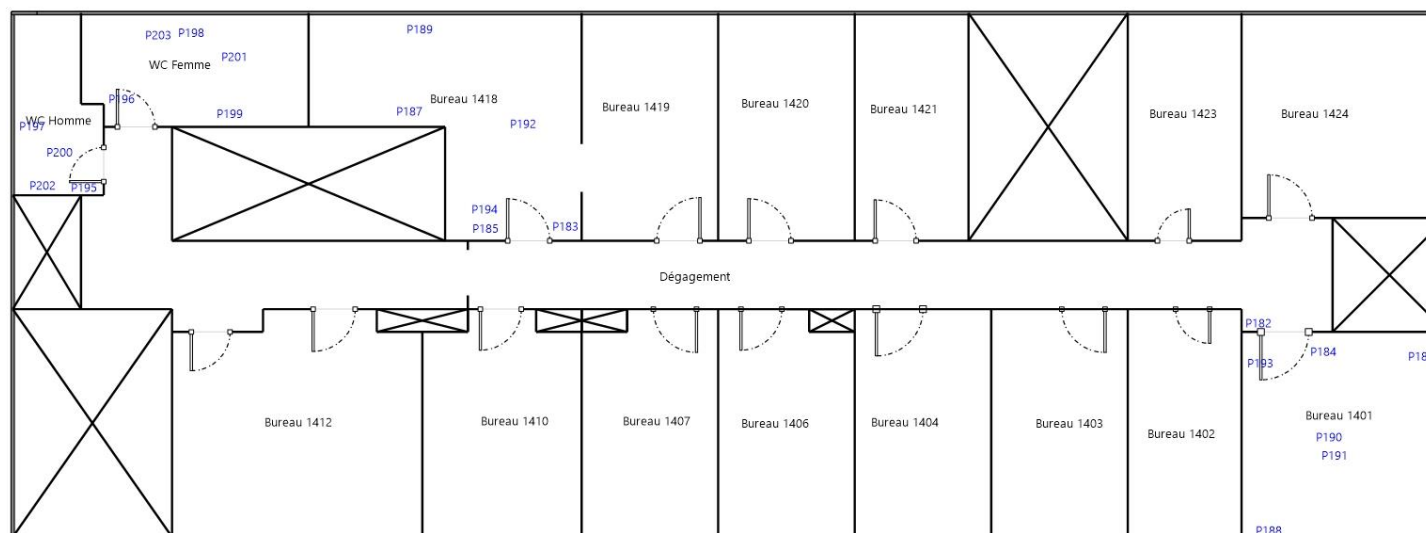 P189
P203 P198
P201
WC Femme
P196
Bureau 1418
P199
P187
P192
Bureau 1419
Bureau 1420
Bureau 1421
Bureau 1423
Bureau 1424
WC Homme
P197
P200
P202
P195
P194
P185
P183
Dégagement
P182
P184
P193
P18
Bureau 1412
Bureau 1410
Bureau 1407
Bureau 1406
Bureau 1404
Bureau 1403
Bureau 1402
Bureau 1401
P190
P191
P188